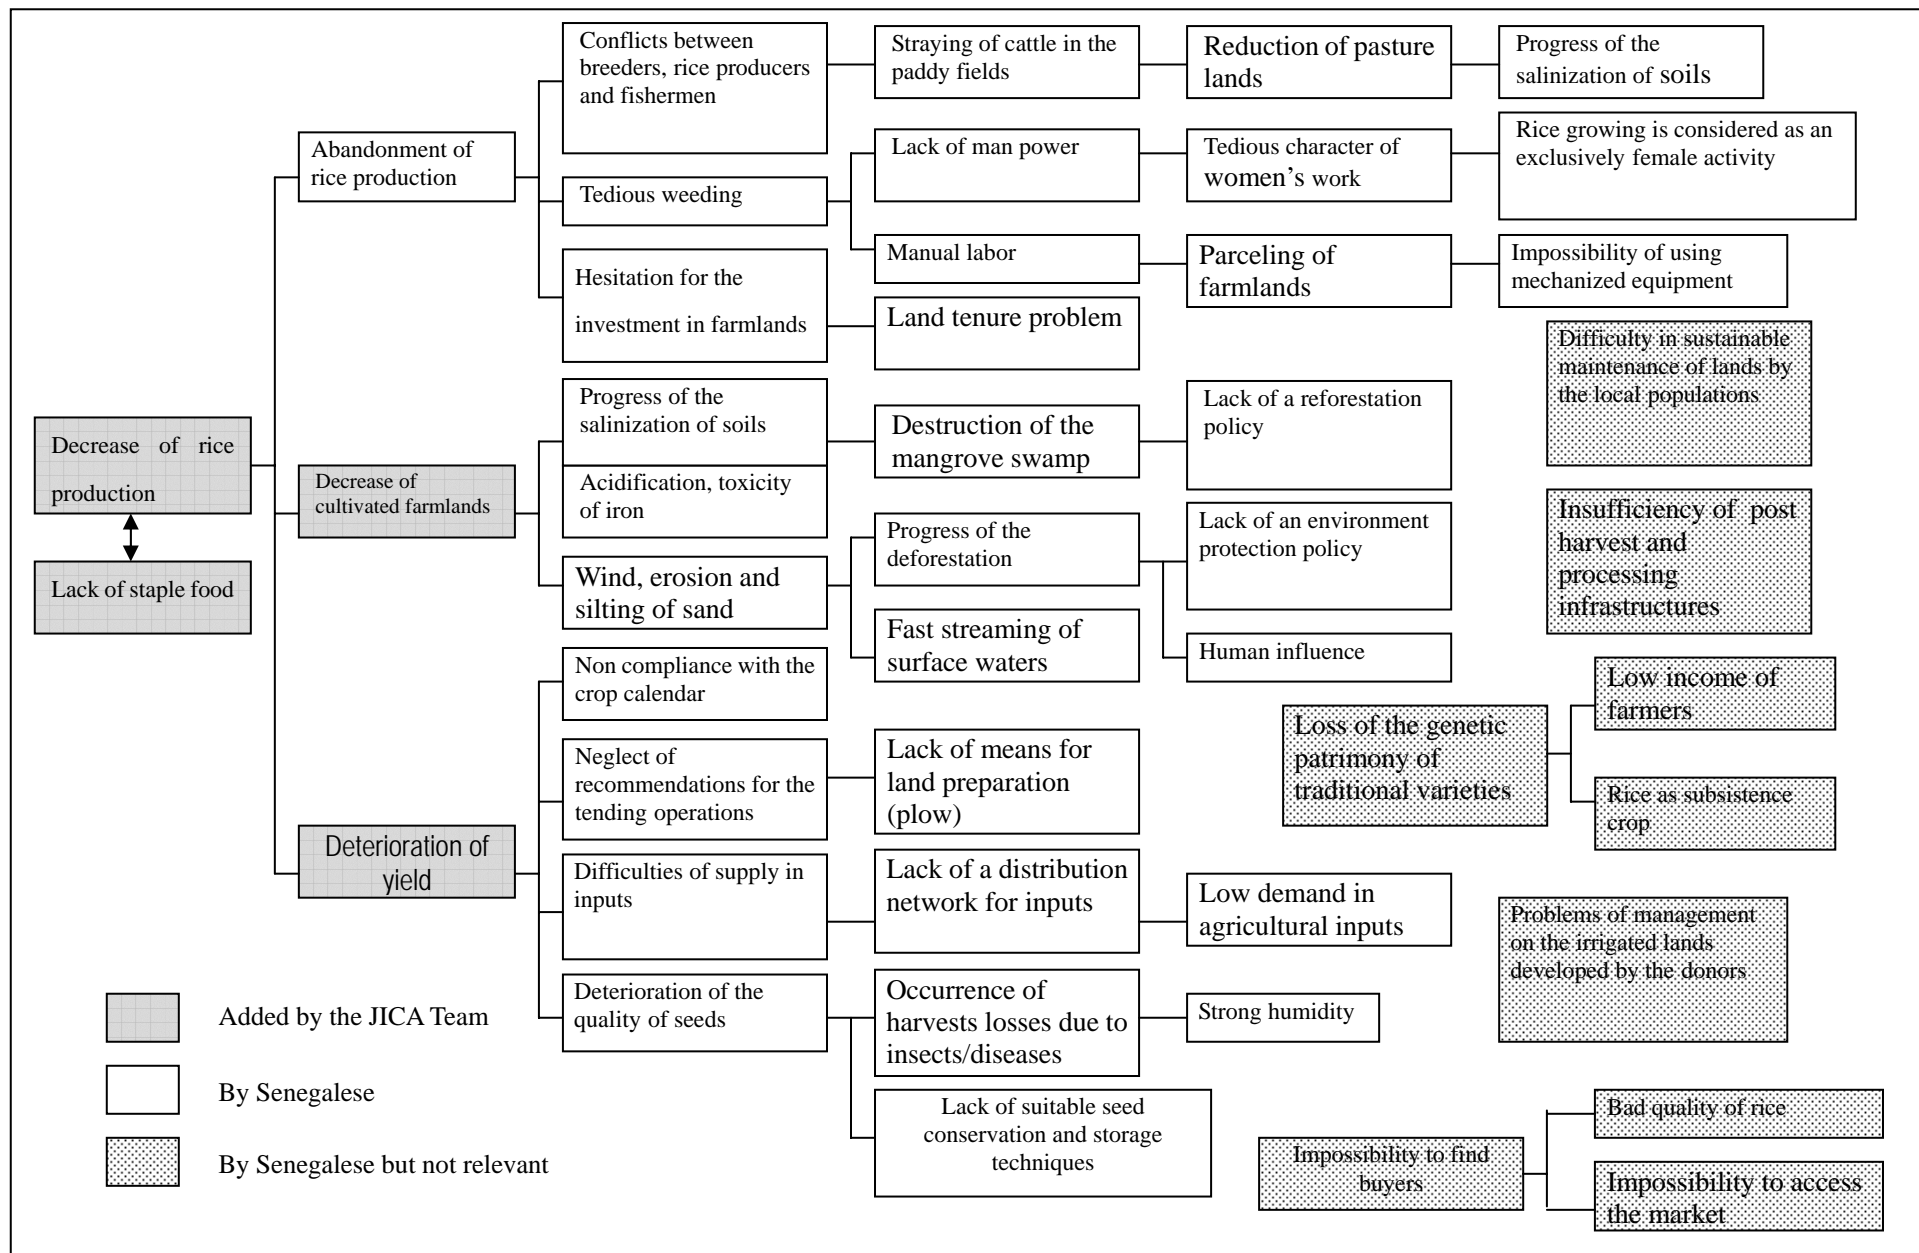 Conflicts between
breeders, rice producers
and fishermen
Straying of cattle in the
paddy fields
Reduction of pasture
lands
Progress of the
salinization of soils
Abandonment of
rice production
Lack of man power
Tedious character of
women's work
Rice growing is considered as an
exclusively female activity
Tedious weeding
Manual labor
Parceling of
farmlands
Impossibility of using
mechanized equipment
Hesitation for the
investment in farmlands
Land tenure problem
Difficulty in sustainable
maintenance of lands by
the local populations
Decrease of rice
production
Lack of staple food
Decrease of
cultivated farmlands
Progress of the
salinization of soils
Destruction of the
mangrove swamp
Lack of a reforestation
policy
Acidification, toxicity
of iron
Progress of the
deforestation
Lack of an environment
protection policy
Insufficiency of post
harvest and
processing
infrastructures
Wind, erosion and
silting of sand
Fast streaming of
surface waters
Human influence
Non compliance with the
crop calendar
Low income of
farmers
Loss of the genetic
patrimony of
traditional varieties
Rice as subsistence
crop
Neglect of
recommendations for the
tending operations
Lack of means for
land preparation
(plow)
Deterioration of
yield
Difficulties of supply in
inputs
Lack of a distribution
network for inputs
Low demand in
agricultural inputs
Problems of management
on the irrigated lands
developed by the donors
Deterioration of the
quality of seeds
Occurrence of
harvests losses due to
insects/diseases
Strong humidity
Lack of suitable seed
conservation and storage
techniques
Impossibility to find
buyers
Bad quality of rice
Impossibility to access
the market
Added by the JICA Team
By Senegalese
By Senegalese but not relevant